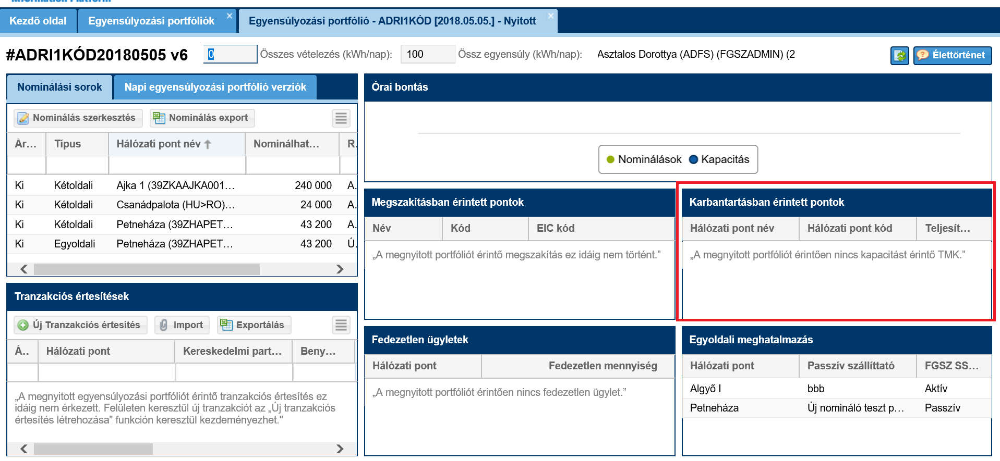 Information Platform
Kezdő oldal
Egyensúlyozási portfóliók
Egyensúlyozási portfólió - ADRI1KÓD [2018.05.05.] - Nyitott
#ADRI1KÓD20180505 v6
0
Összes vételezés (kWh/nap):
100
Össz egyensúly (kWh/nap):
Asztalos Dorottya (ADFS) (FGSZADMIN) (2
Élettörténet
Nominálási sorok
Napi egyensúlyozási portfólió verziók
Nominálás szerkesztés
Nominálás export
Ár... Típus Hálózati pont név Nominálhat... R.
Ki Kétoldali Ajka 1 (39ZKAAJKA001... 240 000 A.
Ki Kétoldali Csanádpalota (HU>RO)... 24 000 A.
Ki Kétoldali Petneháza (39ZHAPET... 43 200 A.
Ki Egyoldali Petneháza (39ZHAPET... 43 200 Ú.
Tranzakciós értesítések
Új Tranzakciós értesítés
Import
Exportálás
Á.. Hálózati pont Kereskedelmi part... Beny...
„A megnyitott egyensúlyozási portfóliót érintő tranzakciós értesítés ez
idáig nem érkezett. Felületen keresztül új tranzakciót az „Új tranzakciós
értesítés létrehozása” funkción keresztül kezdeményezhet."
Órai bontás
Nominálások Kapacitás
Megszakításban érintett pontok
Név Kód EIC kód
„A megnyitott portfóliót érintő megszakítás ez idáig nem történt.”
Karbantartásban érintett pontok
Hálózati pont név Hálózati pont kód Teljesít...
„A megnyitott portfóliót érintően nincs kapacitást érintő TMK.”
Fedezetlen ügyletek
Hálózati pont Fedezetlen mennyiség
„A megnyitott portfóliót érintően nincs fedezetlen ügylet.”
Egyoldali meghatalmazás
Hálózati pont Passzív szállíttató FGSZ SS...
Algyő I bbb Aktív
Petneháza Új nomináló teszt p... Passzív